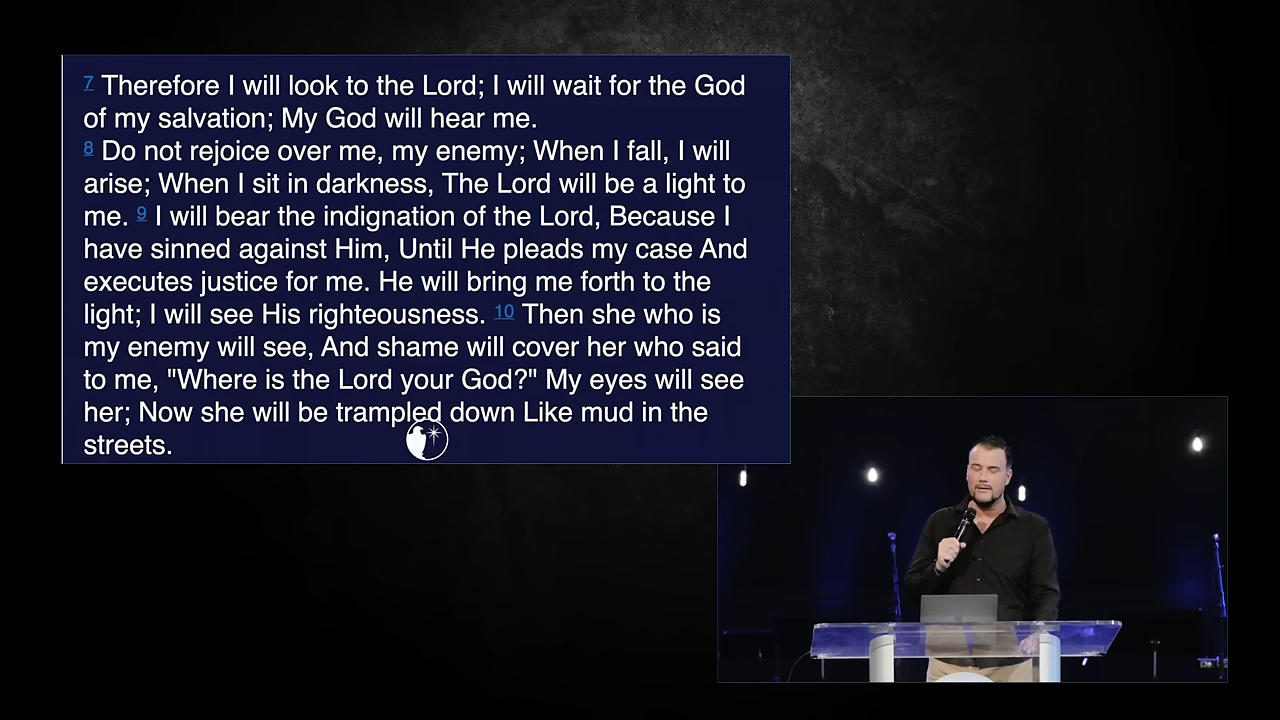 7 Therefore I will look to the Lord; I will wait for the God
of my salvation; My God will hear me.
8 Do not rejoice over me, my enemy; When I fall, I will
arise; When I sit in darkness, The Lord will be a light to
me. 9 I will bear the indignation of the Lord, Because I
have sinned against Him, Until He pleads my case And
executes justice for me. He will bring me forth to the
light; I will see His righteousness. 10 Then she who is
my enemy will see, And shame will cover her who said
to me, "Where is the Lord your God?" My eyes will see
her; Now she will be trampled down Like mud in the
streets.